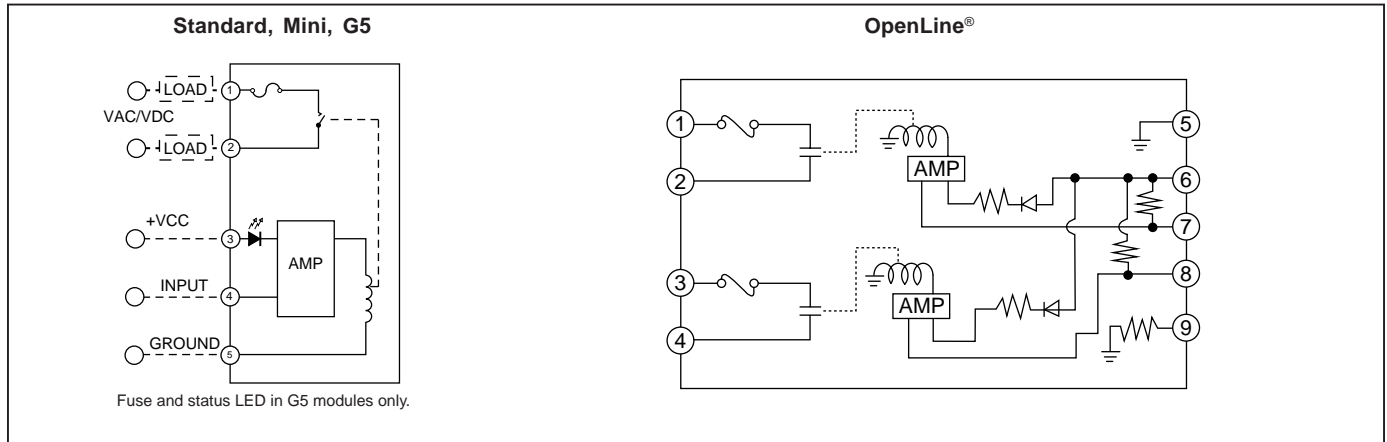 Standard, Mini, G5
LOAD
1
VAC/VDC
LOAD
2
+VCC
3
AMP
INPUT
4
GROUND
5
Fuse and status LED in G5 modules only.
OpenLine®
1
5
AMP
6
2
7
3
8
AMP
9
4